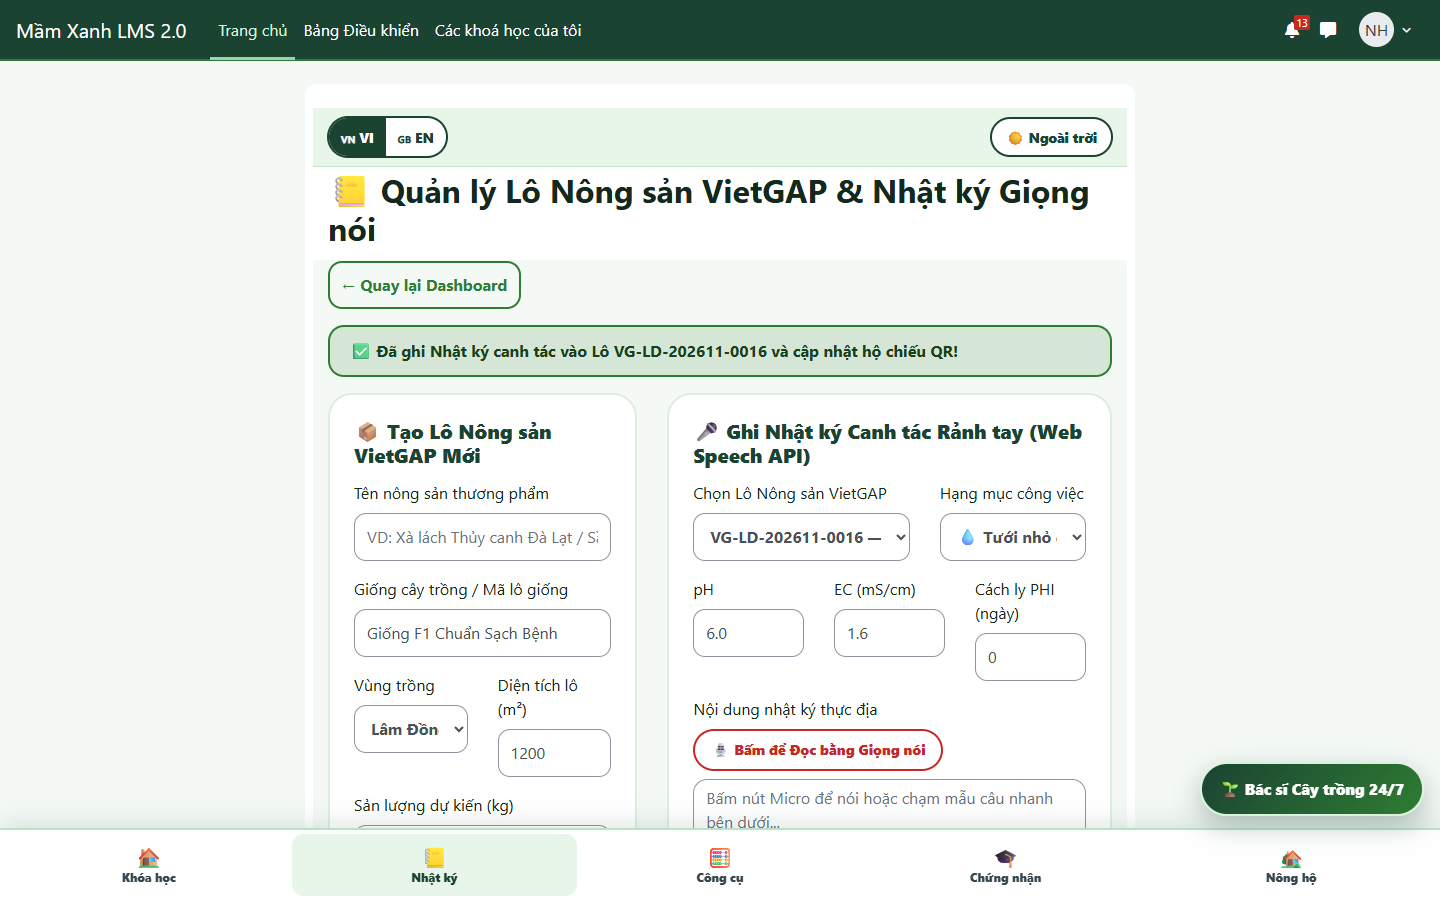 Mầm Xanh LMS 2.0
Trang chủ
Bảng Điều khiển
Các khoá học của tôi
13
NH
VN VI
GB EN
Ngoài trời
Quản lý Lô Nông sản VietGAP & Nhật ký Giọng
nói
← Quay lại Dashboard
Đã ghi Nhật ký canh tác vào Lô VG-LD-202611-0016 và cập nhật hộ chiếu QR!
Tạo Lô Nông sản
VietGAP Mới
Tên nông sản thương phẩm
VD: Xà lách Thủy canh Đà Lạt /
Giống cây trồng / Mã lô giống
Giống F1 Chuẩn Sạch Bệnh
Vùng trồng
Diện tích lô
(m²)
Lâm Đồn
1200
Sản lượng dự kiến (kg)
Ghi Nhật ký Canh tác Rảnh tay (Web
Speech API)
Chọn Lô Nông sản VietGAP
Hạng mục công việc
VG-LD-202611-0016 —
Tưới nhỏ
pH
EC (mS/cm)
Cách ly PHI
(ngày)
6.0
1.6
0
Nội dung nhật ký thực địa
Bấm để Đọc bằng Giọng nói
Bấm nút Micro để nói hoặc chạm mẫu câu nhanh
bên dưới...
Bác sĩ Cây trồng 24/7
Khóa học
Nhật ký
Công cụ
Chứng nhận
Nông hộ